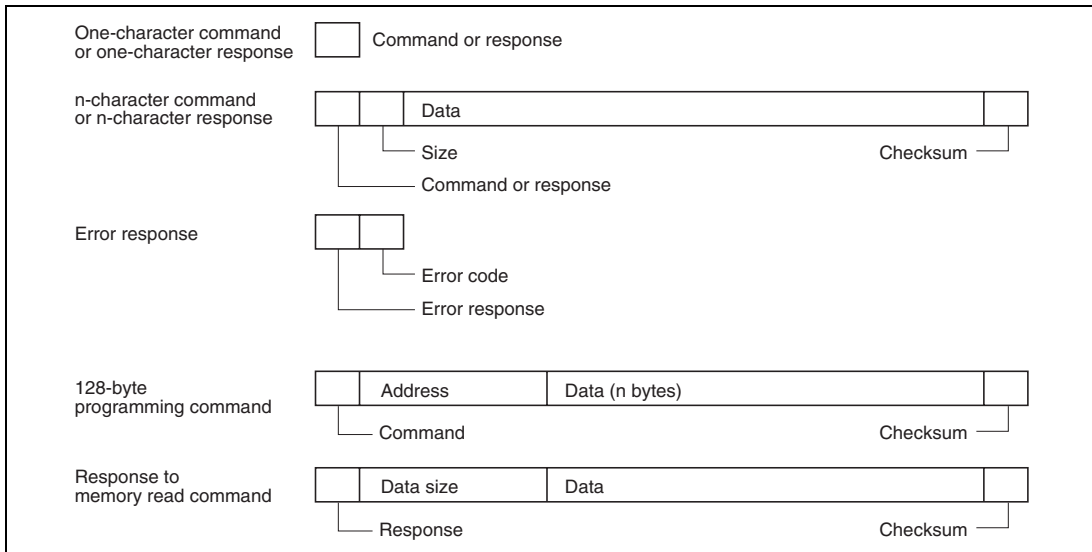 One-character command
or one-character response
Command or response
n-character command
or n-character response
Data
Size
Checksum
Command or response
Error response
Error code
Error response
128-byte
programming command
Address
Data (n bytes)
Command
Checksum
Response to
memory read command
Data size
Data
Response
Checksum